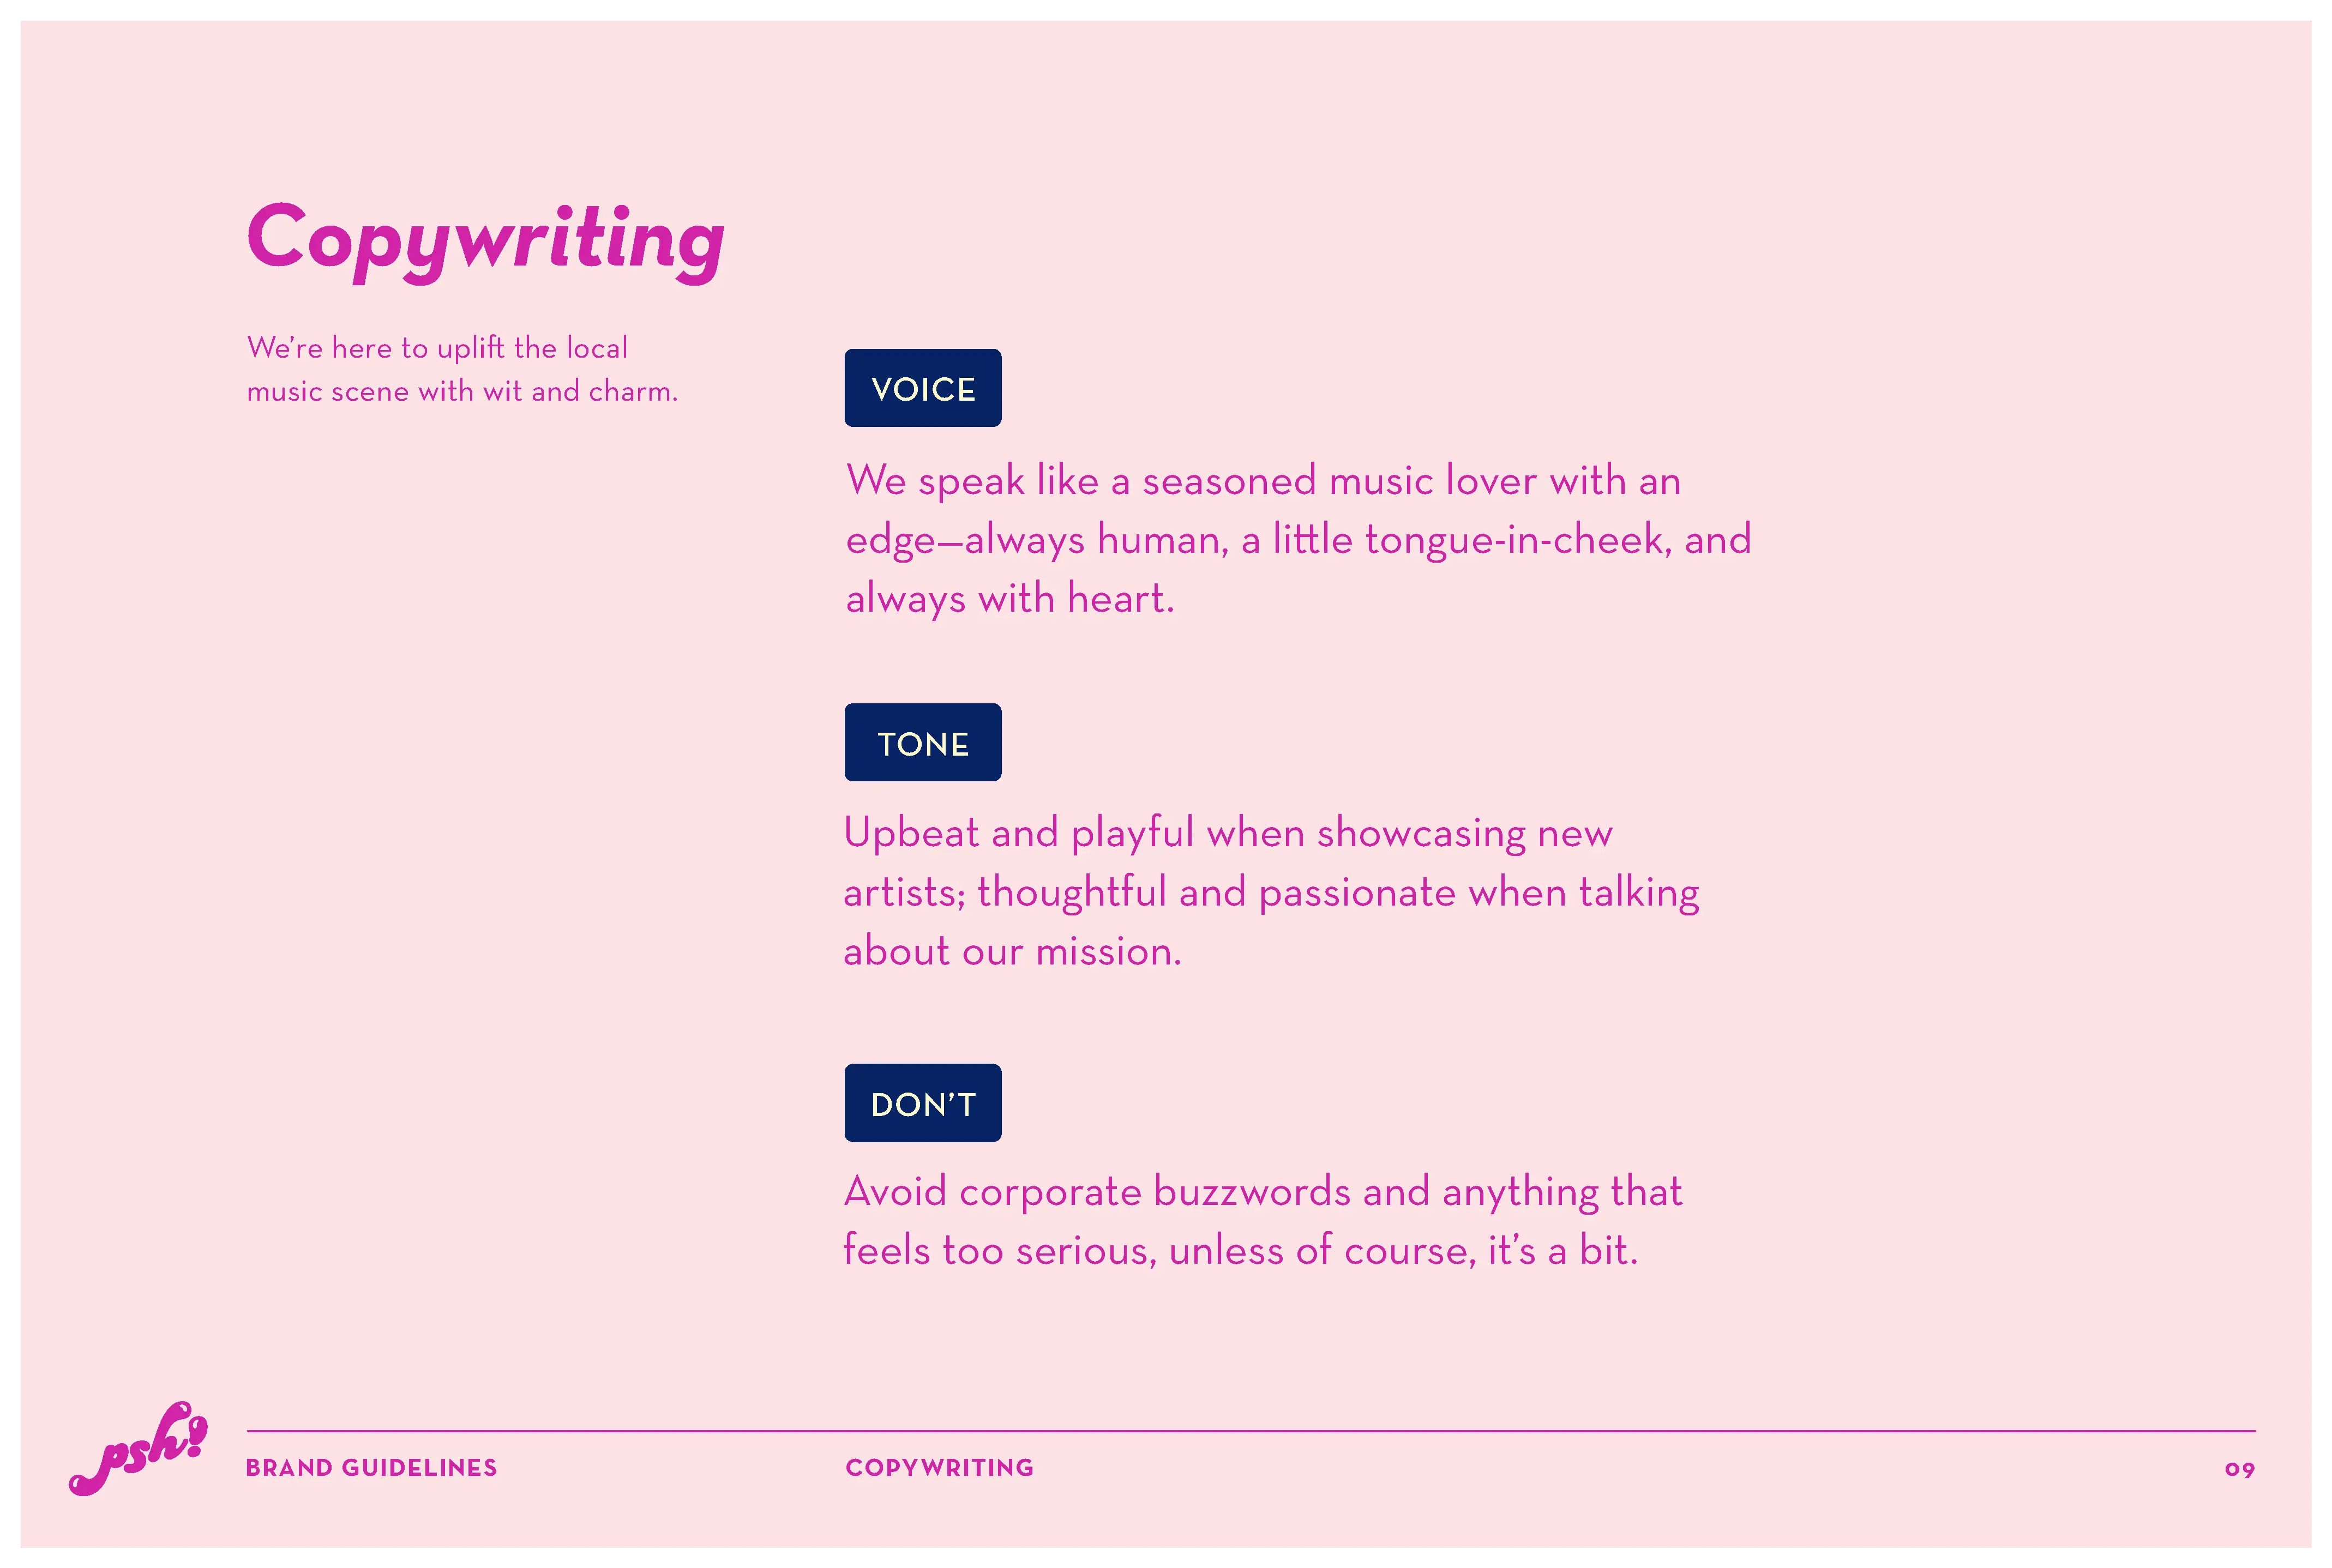 Copywriting
We’re here to uplift the local
music scene with wit and charm.
VOICE
We speak like a seasoned music lover with an
edge—always human, a little tongue-in-cheek, and
always with heart.
TONE
Upbeat and playful when showcasing new
artists; thoughtful and passionate when talking
about our mission.
DON’T
Avoid corporate buzzwords and anything that
feels too serious, unless of course, it’s a bit.
psh!
BRAND GUIDELINES
COPYWRITING
09